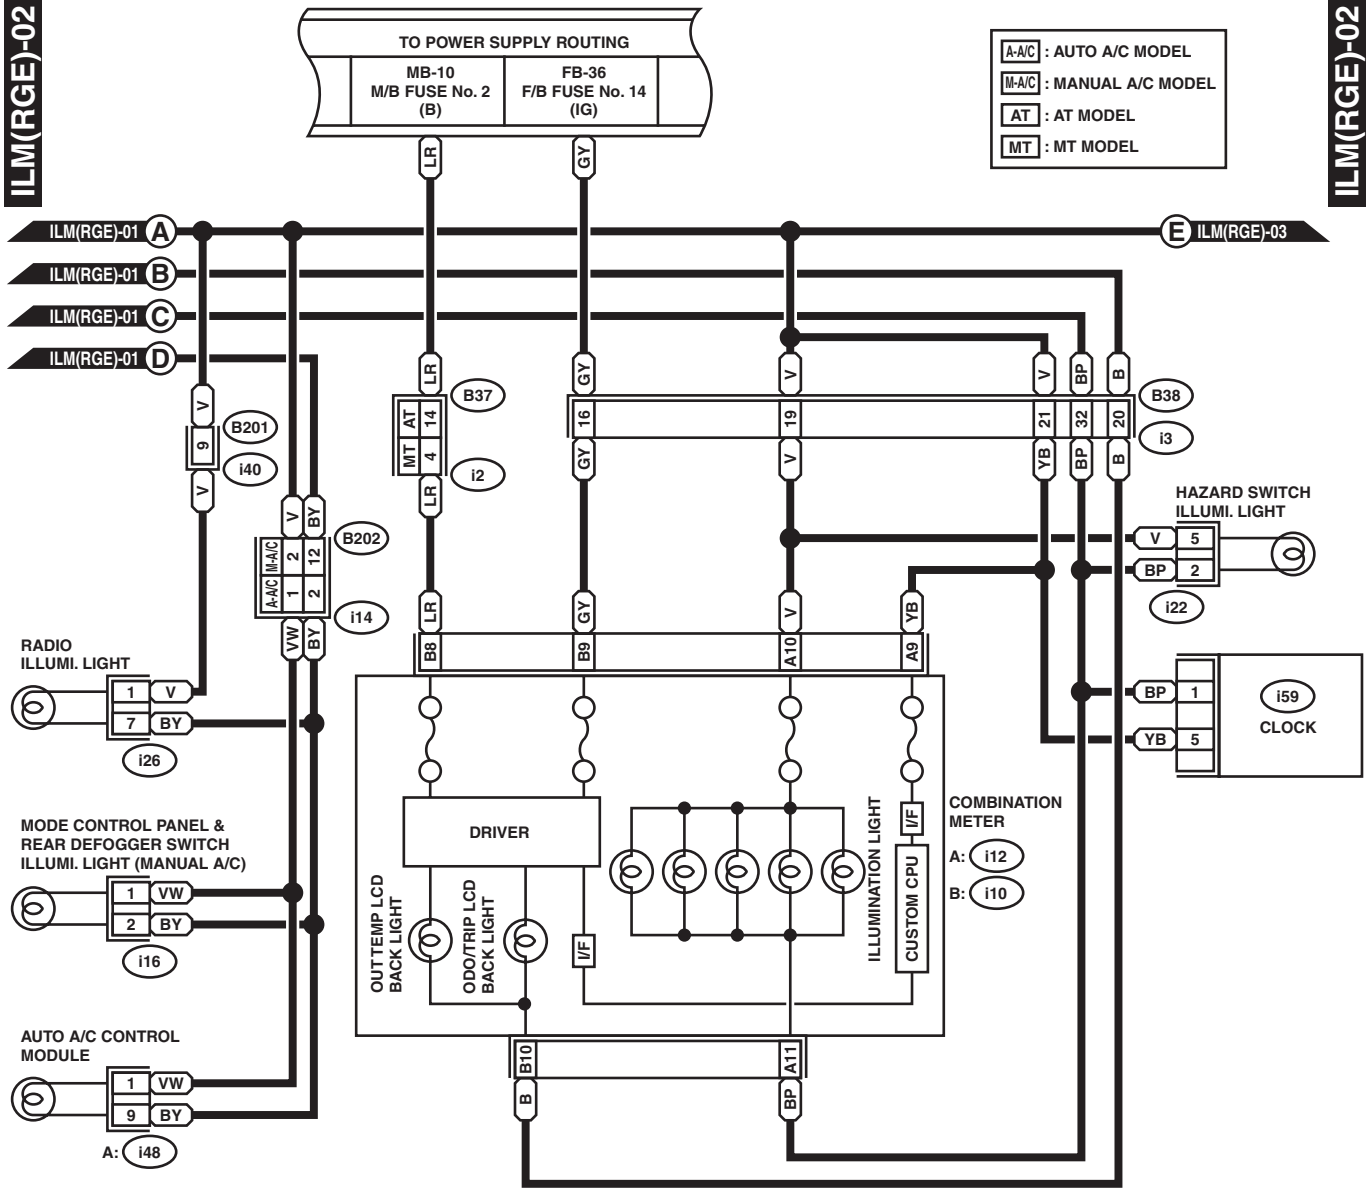 ILM(RGE)-02
ILM(RGE)-02
TO POWER SUPPLY ROUTING
MB-10
M/B FUSE No. 2
(B)
FB-36
F/B FUSE No. 14
(IG)
A-A/C : AUTO A/C MODEL
M-A/C : MANUAL A/C MODEL
AT : AT MODEL
MT : MT MODEL
LR
GY
ILM(RGE)-01 A
E ILM(RGE)-03
ILM(RGE)-01 B
ILM(RGE)-01 C
ILM(RGE)-01 D
V
LR
GY
V
V
BP
B
B37
B38
AT 14
MT 4
16
19
21
32
20
B201
9
i40
i3
i2
V
LR
GY
V
YB
BP
B
V
BY
B202
M-A/C 2 12
A-A/C 1 2
i14
VW
BY
HAZARD SWITCH
ILLUMI. LIGHT
V 5
BP 2
i22
LR
GY
V
YB
B8
B9
A10
A9
RADIO
ILLUMI. LIGHT
1 V
7 BY
i26
BP 1
YB 5
i59
CLOCK
DRIVER
OUT TEMP LCD
BACK LIGHT
ODO/TRIP LCD
BACK LIGHT
I/F
ILLUMINATION LIGHT
I/F
CUSTOM CPU
COMBINATION
METER
A: i12
B: i10
MODE CONTROL PANEL &
REAR DEFOGGER SWITCH
ILLUMI. LIGHT (MANUAL A/C)
1 VW
2 BY
i16
AUTO A/C CONTROL
MODULE
1 VW
9 BY
A: i48
B10
A11
B
BP